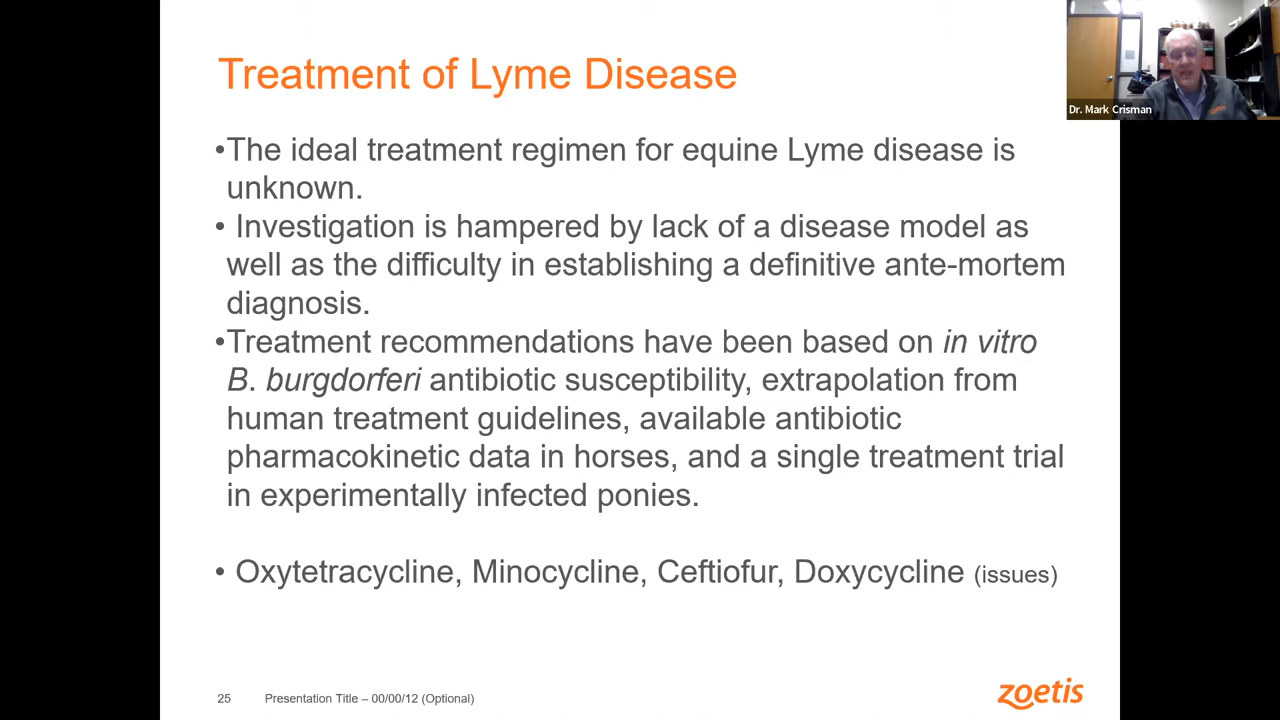 Treatment of Lyme Disease
Dr. Mark Crisman
zoetis
•The ideal treatment regimen for equine Lyme disease is
unknown.
• Investigation is hampered by lack of a disease model as
well as the difficulty in establishing a definitive ante-mortem
diagnosis.
•Treatment recommendations have been based on in vitro
B. burgdorferi antibiotic susceptibility, extrapolation from
human treatment guidelines, available antibiotic
pharmacokinetic data in horses, and a single treatment trial
in experimentally infected ponies.
• Oxytetracycline, Minocycline, Ceftiofur, Doxycycline (issues)
25 Presentation Title – 00/00/12 (Optional)
zoetis